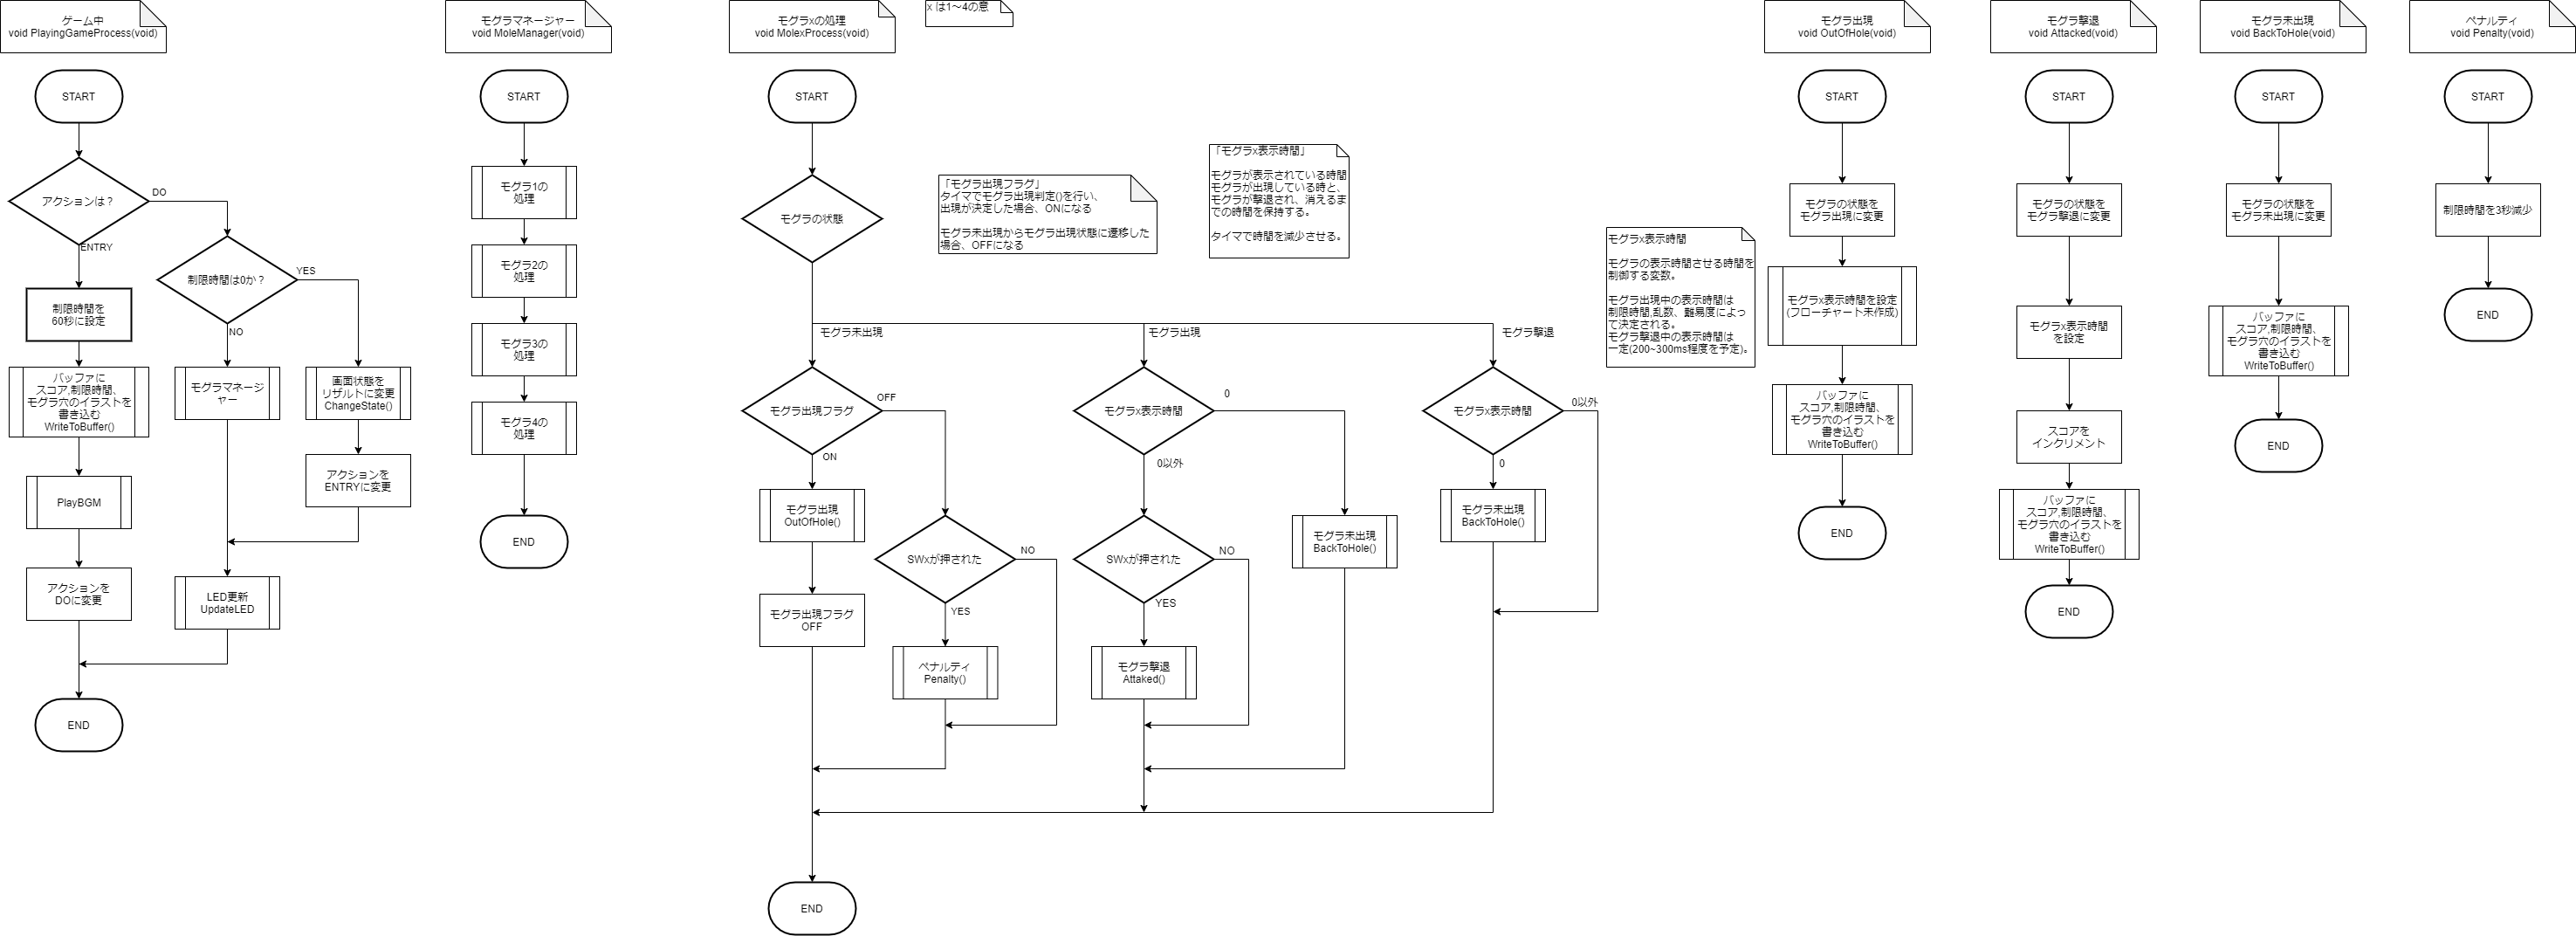 ゲーム中
void PlayingGameProcess(void)
START
アクションは？
DO
ENTRY
制限時間は0か？
YES
NO
制限時間を
60秒に設定
バッファに
スコア,制限時間、
モグラ穴のイラストを
書き込む
WriteToBuffer()
モグラマネージ
ャー
画面状態を
リザルトに変更
ChangeState()
PlayBGM
アクションを
ENTRYに変更
アクションを
DOに変更
LED更新
UpdateLED
END
モグラマネージャー
void MoleManager(void)
START
モグラ1の
処理
モグラ2の
処理
モグラ3の
処理
モグラ4の
処理
END
モグラxの処理
void MolexProcess(void)
x は1～4の意
START
モグラの状態
「モグラ出現フラグ」
タイマでモグラ出現判定()を行い、
出現が決定した場合、ONになる
モグラ未出現からモグラ出現状態に遷移した
場合、OFFになる
「モグラx表示時間」
モグラが表示されている時間
モグラが出現している時と、
モグラが撃退され、消えるま
での時間を保持する。
タイマで時間を減少させる。
モグラ未出現
モグラ出現
モグラ撃退
モグラ出現フラグ
OFF
ON
モグラx表示時間
0
0以外
モグラx表示時間
0以外
0
モグラ出現
OutOfHole()
SWxが押された
NO
YES
SWxが押された
NO
YES
モグラ未出現
BackToHole()
モグラ未出現
BackToHole()
モグラ出現フラグ
OFF
ペナルティ
Penalty()
モグラ撃退
Attaked()
END
モグラx表示時間
モグラの表示時間させる時間を
制御する変数。
モグラ出現中の表示時間は
制限時間,乱数、難易度によっ
て決定される。
モグラ撃退中の表示時間は
一定(200~300ms程度を予定)。
モグラ出現
void OutOfHole(void)
START
モグラの状態を
モグラ出現に変更
モグラx表示時間を設定
(フローチャート未作成)
バッファに
スコア,制限時間、
モグラ穴のイラストを
書き込む
WriteToBuffer()
END
モグラ撃退
void Attacked(void)
START
モグラの状態を
モグラ撃退に変更
モグラx表示時間
を設定
スコアを
インクリメント
バッファに
スコア,制限時間、
モグラ穴のイラストを
書き込む
WriteToBuffer()
END
モグラ未出現
void BackToHole(void)
START
モグラの状態を
モグラ未出現に変更
バッファに
スコア,制限時間、
モグラ穴のイラストを
書き込む
WriteToBuffer()
END
ペナルティ
void Penalty(void)
START
制限時間を3秒減少
END